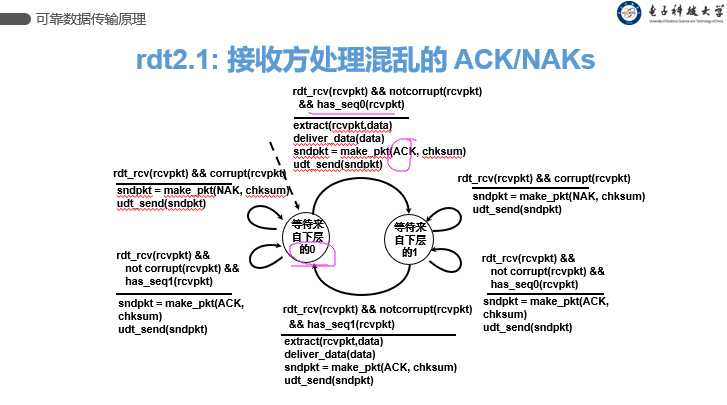 可靠数据传输原理
电子科技大学
University of Electronic Science and Technology of China
rdt2.1: 接收方处理混乱的 ACK/NAKs
rdt_rcv(rcvpkt) && notcorrupt(rcvpkt)
&& has_seq0(rcvpkt)
extract(rcvpkt,data)
deliver_data(data)
sndpkt = make_pkt(ACK, chksum)
udt_send(sndpkt)
rdt_rcv(rcvpkt) && corrupt(rcvpkt)
sndpkt = make_pkt(NAK, chksum)
udt_send(sndpkt)
rdt_rcv(rcvpkt) && corrupt(rcvpkt)
sndpkt = make_pkt(NAK, chksum)
udt_send(sndpkt)
等待来
自下层
的0
等待来
自下层
的1
rdt_rcv(rcvpkt) &&
not corrupt(rcvpkt) &&
has_seq1(rcvpkt)
sndpkt = make_pkt(ACK,
chksum)
udt_send(sndpkt)
rdt_rcv(rcvpkt) &&
not corrupt(rcvpkt) &&
has_seq0(rcvpkt)
sndpkt = make_pkt(ACK,
chksum)
udt_send(sndpkt)
rdt_rcv(rcvpkt) && notcorrupt(rcvpkt)
&& has_seq1(rcvpkt)
extract(rcvpkt,data)
deliver_data(data)
sndpkt = make_pkt(ACK, chksum)
udt_send(sndpkt)